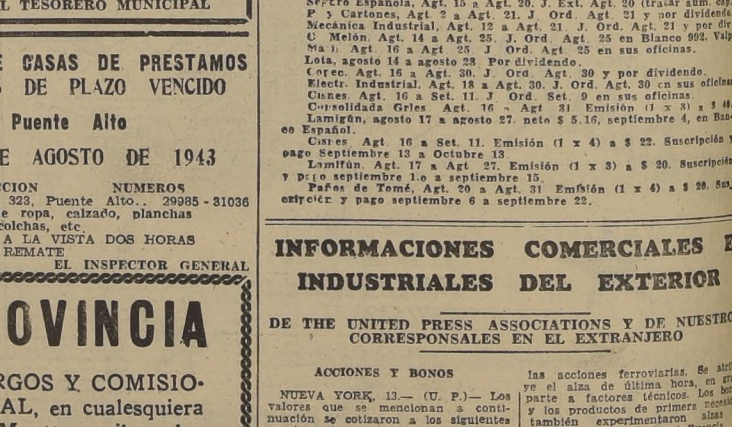 L TESORERO MUNICIPAL
CASAS DE PRESTAMOS
DE PLAZO VENCIDO
Puente Alto
E AGOSTO DE 1943
CCION NUMEROS
323, Puente Alto.. 29985 - 31036
e ropa, calzado, planchas
colchas, etc
A LA VISTA DOS HORAS
REMATE
EL INSPECTOR GENERAL
OVINCIA
RGOS Y COMISIO-
AL, en cualesquiera
Española, Agt. 15 a Agt. 20. J. Ext. Agt. 20
P y Cartones, Agt. 2 a Agt. 21. J. Ord. Agt. 21 y por dividendo
Mecánica Industrial, Agt. 12 a Agt. 21. J. Ord. Agt. 21 y por div
C Melón, Agt. 14 a Agt. 25. J. Ord. Agt. 25 en Blanco 992, Valp
Agt. 16 a Agt. 25 J Ord. Agt 25 en sus oficinas.
Lota, agosto 14 a agosto 28. Por dividendo.
Agt. 16 a Agt. 30. J. Ord. Agt. 30 y por dividendo.
Electr. Industrial, Agt. 18 a Agt. 30. J. Ord. Agt. 30 en sus oficinas
Agt. 16 a Set. 11. J. Ord. Set. 9 en sus oficinas.
Consolidada Grles Agt. 16 a Agt 31 Emisión (1 x 3) a $
Lamigún, agosto 17 a agosto 27. neto $ 5.16, septiembre 4, en Ban-
co Español.
Agt. 16 a Set. 11. Emisión (1 x 4) a $ 22. Suscripción y
pago Septiembre 13 a Octubre 13.
Lamifún. Agt. 17 a Agt 27. Emisión (1 x 3) a $ 20. Suscripción
y pago septiembre 1.o a septiembre 15.
Paños de Tomé, Agt. 20 a Agt. 31 Emisión (1 x 4) a $ 20. Sus
cripción y pago septiembre 6 a septiembre 22.
INFORMACIONES COMERCIALES E
INDUSTRIALES DEL EXTERIOR
DE THE UNITED PRESS ASSOCIATIONS Y DE NUESTRO
CORRESPONSALES EN EL EXTRANJERO
ACCIONES Y BONOS
NUEVA YORK, 13.— (U. P.)— Los
valores que se mencionan a conti-
nuación se cotizaron a los siguientes
las acciones ferroviarias. Se atri
ye el alza de última hora, en gra
parte a factores técnicos. Los bon
y los productos de primera necesi
también experimentaron alzas